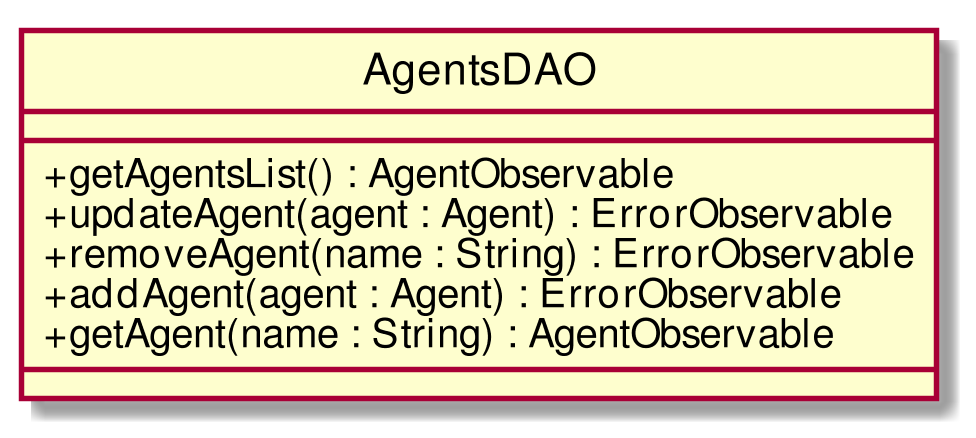 AgentsDAO
+getAgentsList() : AgentObservable
+updateAgent(agent : Agent) : ErrorObservable
+removeAgent(name : String) : ErrorObservable
+addAgent(agent : Agent) : ErrorObservable
+getAgent(name : String) : AgentObservable